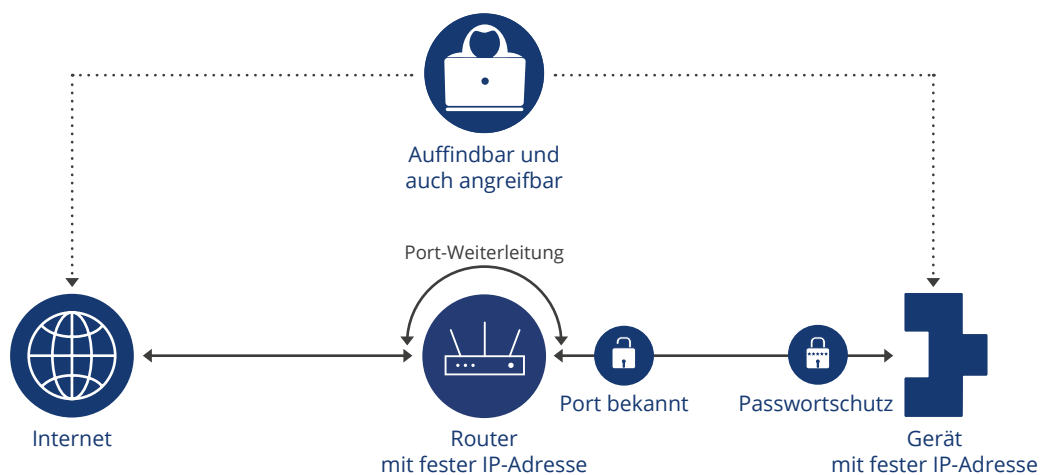 Auffindbar und
auch angreifbar
Port-Weiterleitung
Port bekannt
Passwortschutz
Internet
Router
mit fester IP-Adresse
Gerät
mit fester IP-Adresse